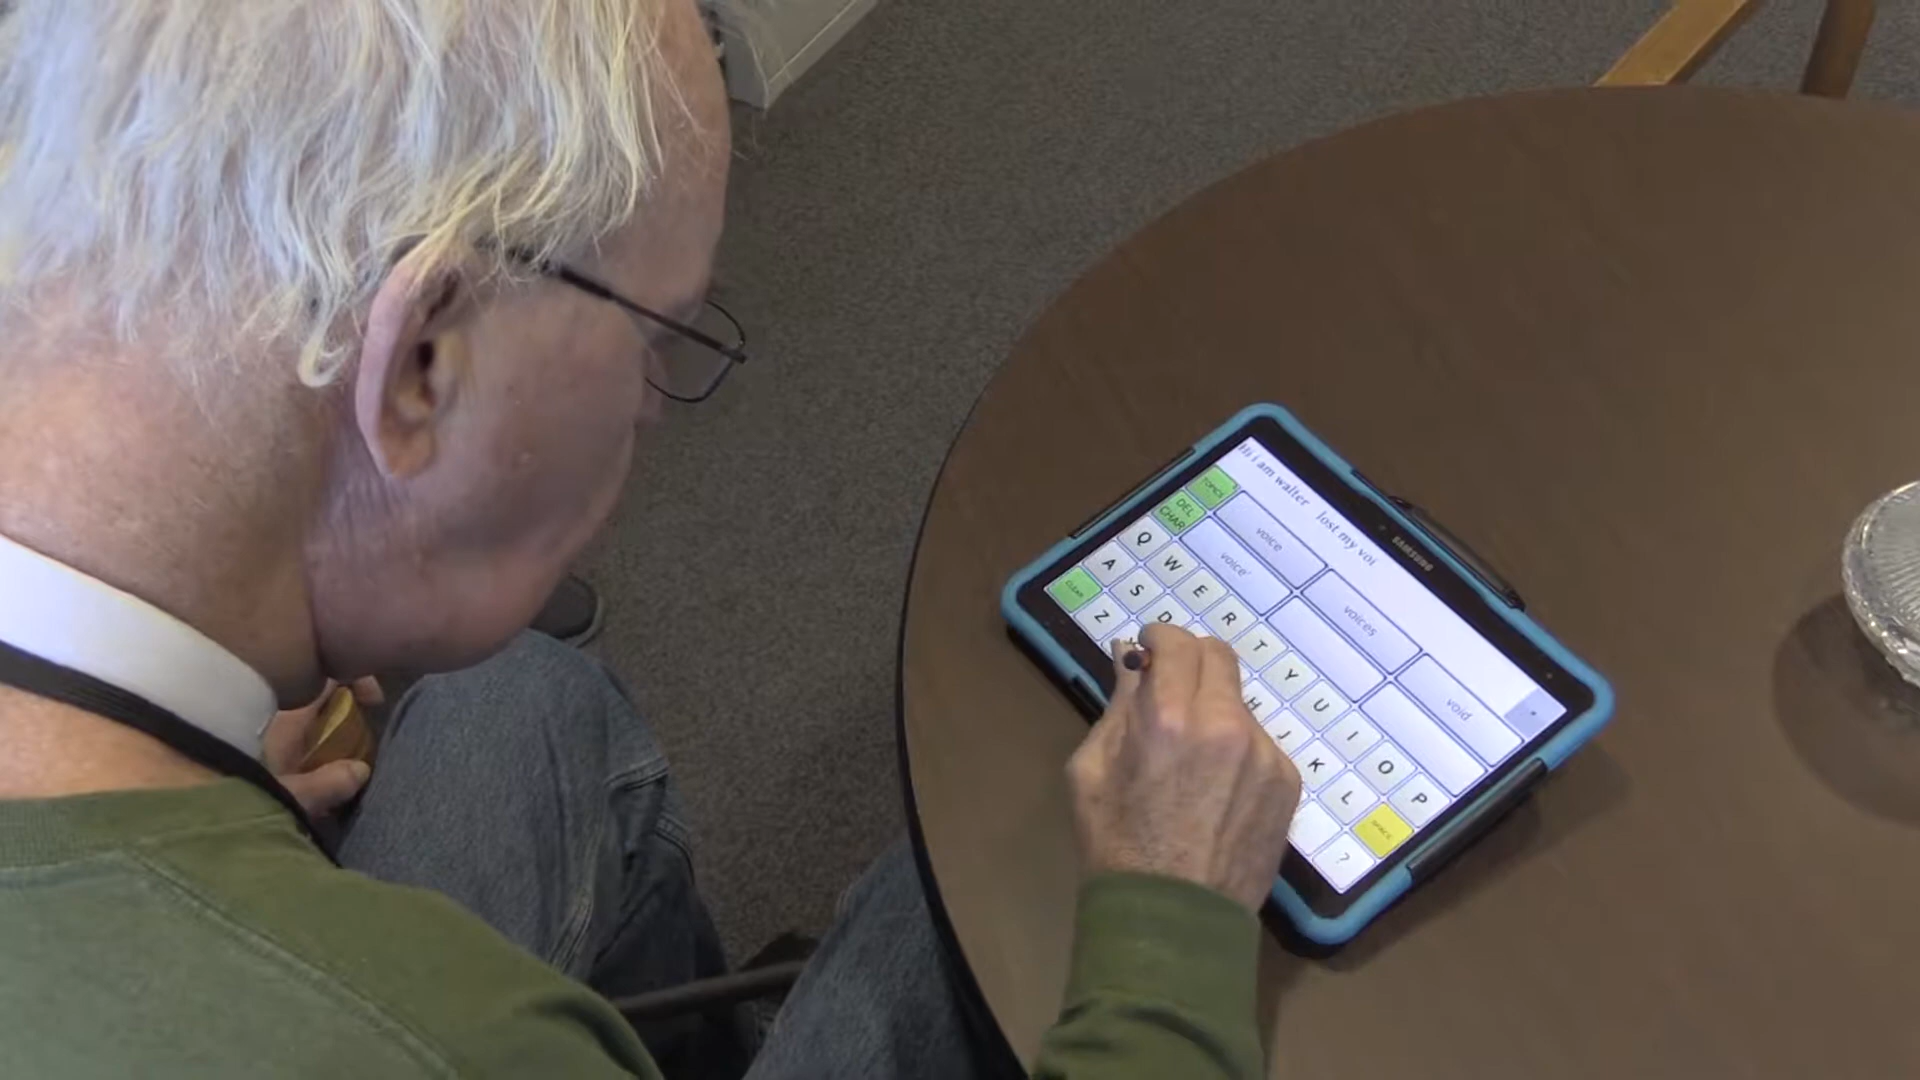 Hi i am walter lost my voi
SAMSUNG
TOPICS
voice
voices
void
DEL CHAR
voice'
Q W E R T Y U I O P
A S D H J K L
SPACE
CLEAR
Z
?